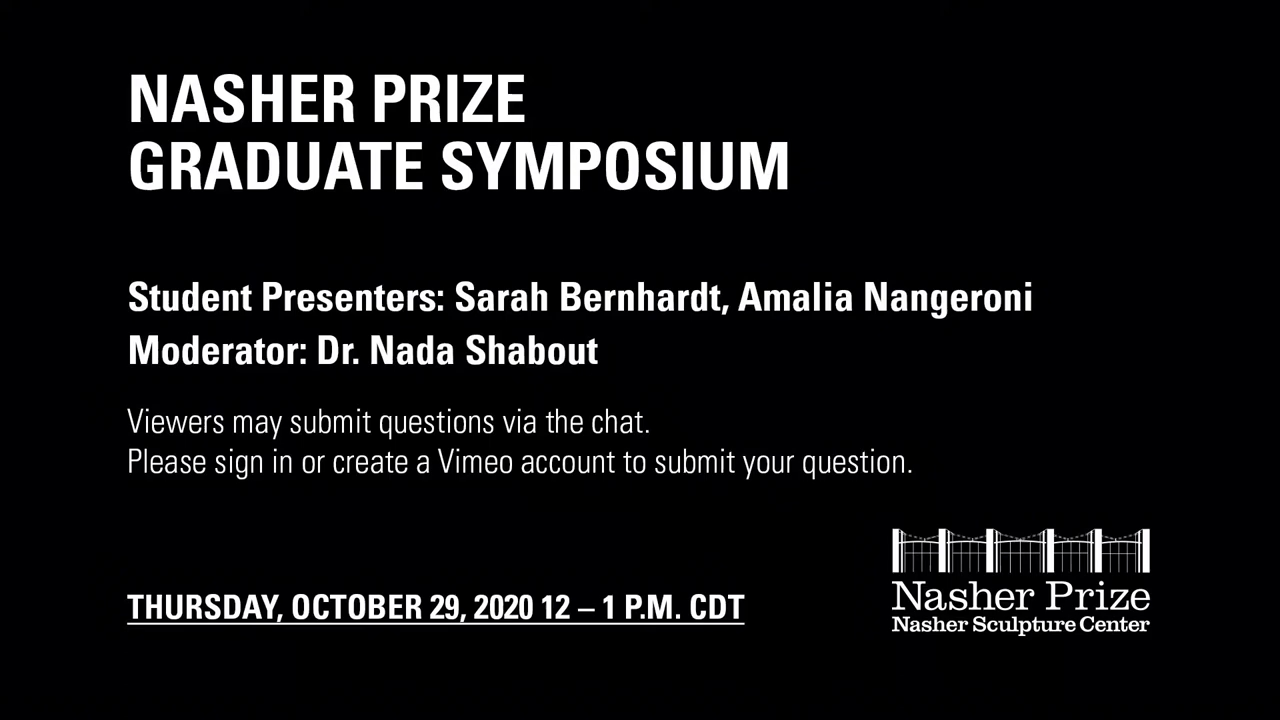 NASHER PRIZE
GRADUATE SYMPOSIUM
Student Presenters: Sarah Bernhardt, Amalia Nangeroni
Moderator: Dr. Nada Shabout
Viewers may submit questions via the chat.
Please sign in or create a Vimeo account to submit your question.
THURSDAY, OCTOBER 29, 2020 12 – 1 P.M. CDT
Nasher Prize
Nasher Sculpture Center